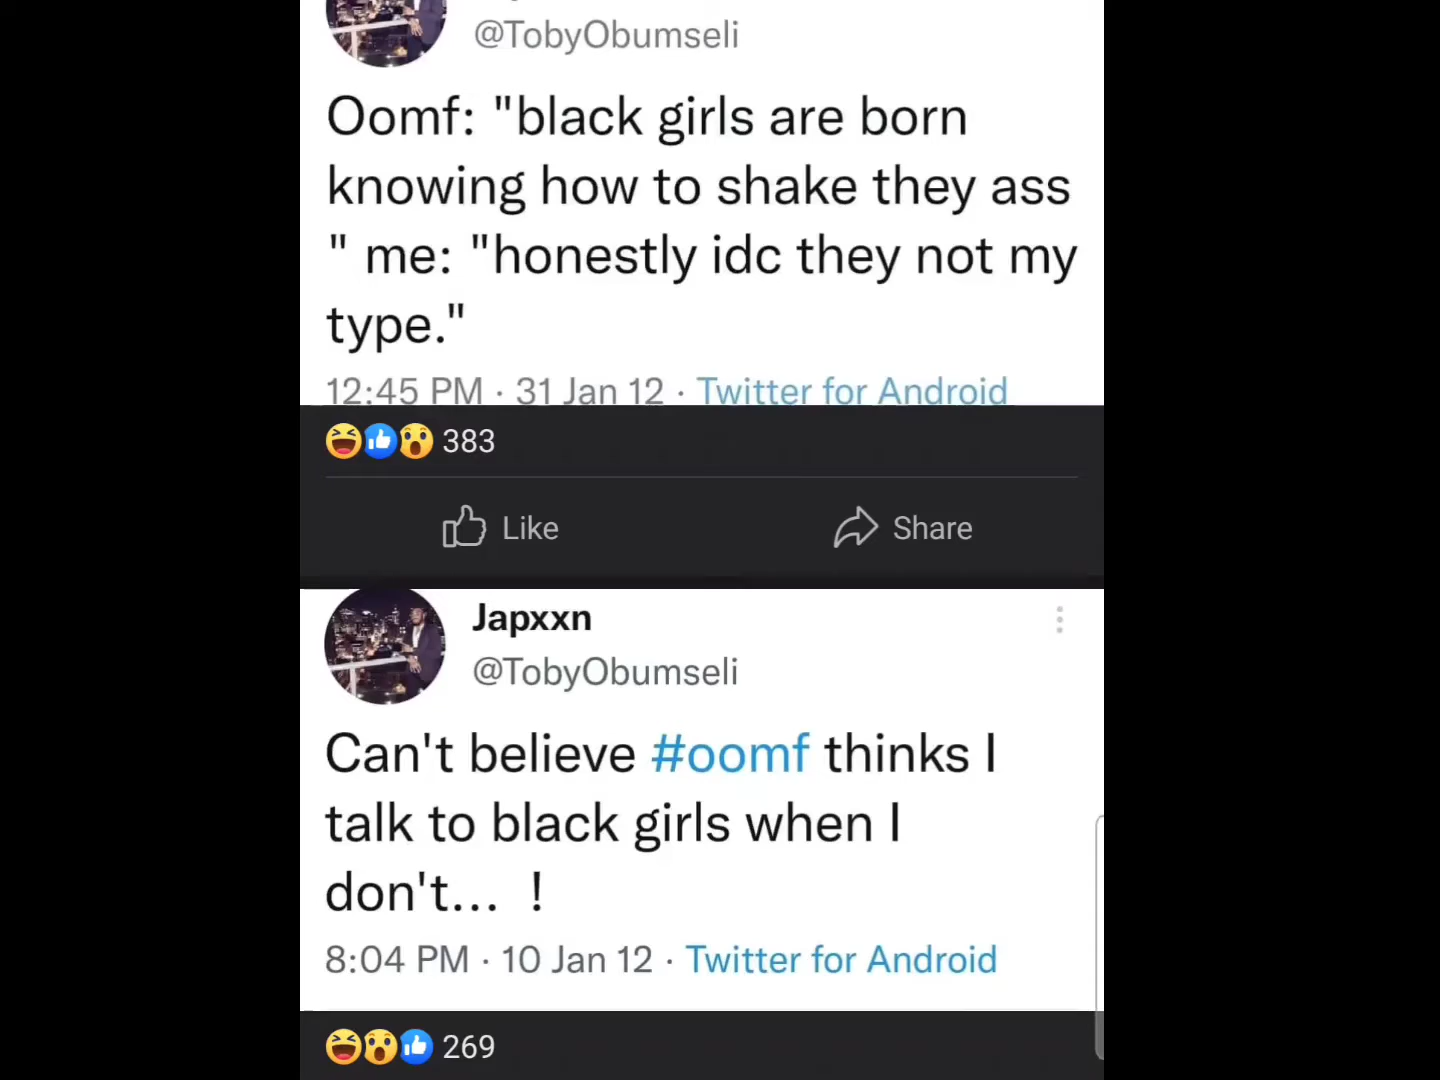 @TobyObumseli
Oomf: "black girls are born
knowing how to shake they ass
" me: "honestly idc they not my
type."
12:45 PM · 31 Jan 12 · Twitter for Android
383
Like
Share
Japxxn
@TobyObumseli
Can't believe #oomf thinks I
talk to black girls when I
don't... !
8:04 PM · 10 Jan 12 · Twitter for Android
269